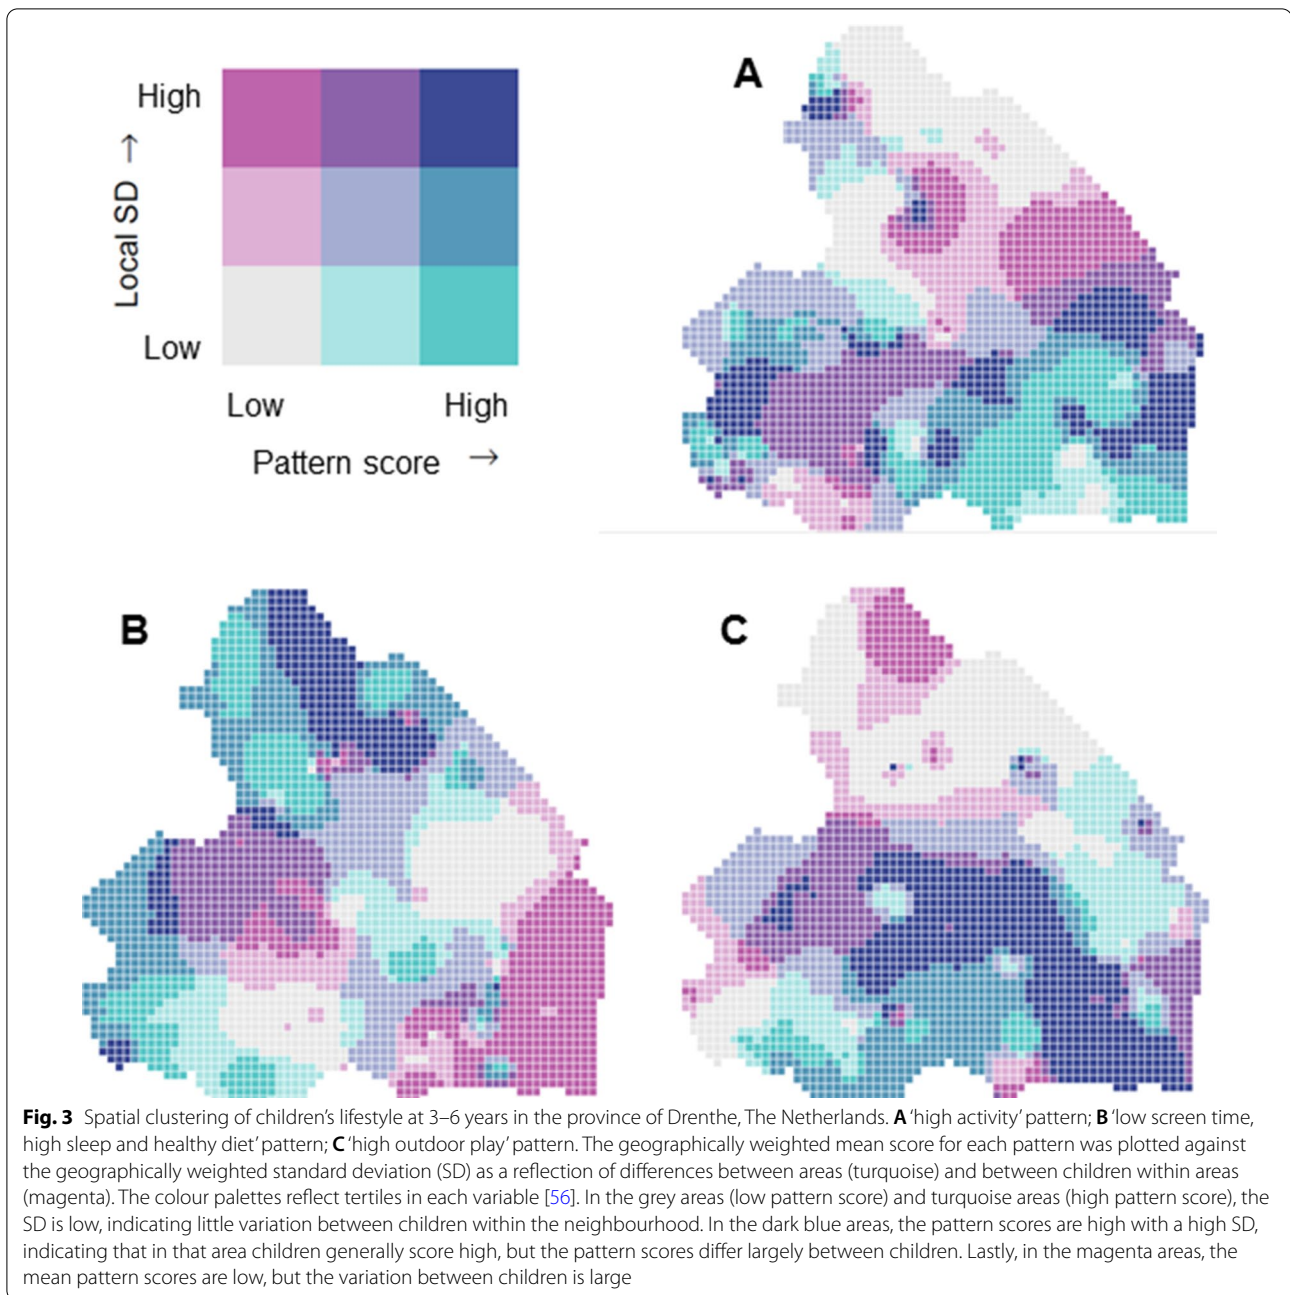 High
Local SD →
Low
Low High
Pattern score →
A
B
C
Fig. 3 Spatial clustering of children’s lifestyle at 3–6 years in the province of Drenthe, The Netherlands. A ‘high activity’ pattern; B ‘low screen time,
high sleep and healthy diet’ pattern; C ‘high outdoor play’ pattern. The geographically weighted mean score for each pattern was plotted against
the geographically weighted standard deviation (SD) as a reflection of differences between areas (turquoise) and between children within areas
(magenta). The colour palettes reflect tertiles in each variable [56]. In the grey areas (low pattern score) and turquoise areas (high pattern score), the
SD is low, indicating little variation between children within the neighbourhood. In the dark blue areas, the pattern scores are high with a high SD,
indicating that in that area children generally score high, but the pattern scores differ largely between children. Lastly, in the magenta areas, the
mean pattern scores are low, but the variation between children is large